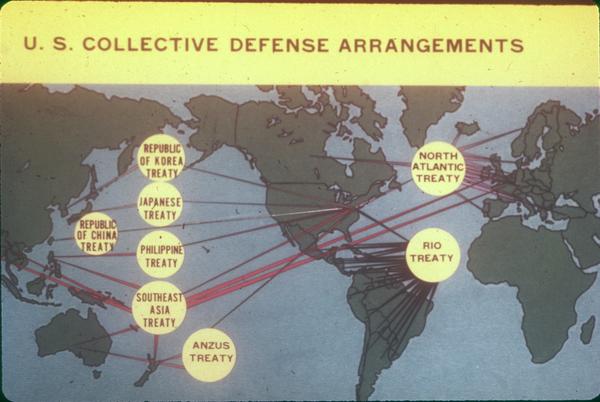 U. S. COLLECTIVE DEFENSE ARRANGEMENTS
REPUBLIC
OF KOREA
TREATY
JAPANESE
TREATY
REPUBLIC
OF CHINA
TREATY
PHILIPPINE
TREATY
SOUTHEAST
ASIA
TREATY
ANZUS
TREATY
NORTH
ATLANTIC
TREATY
RIO
TREATY